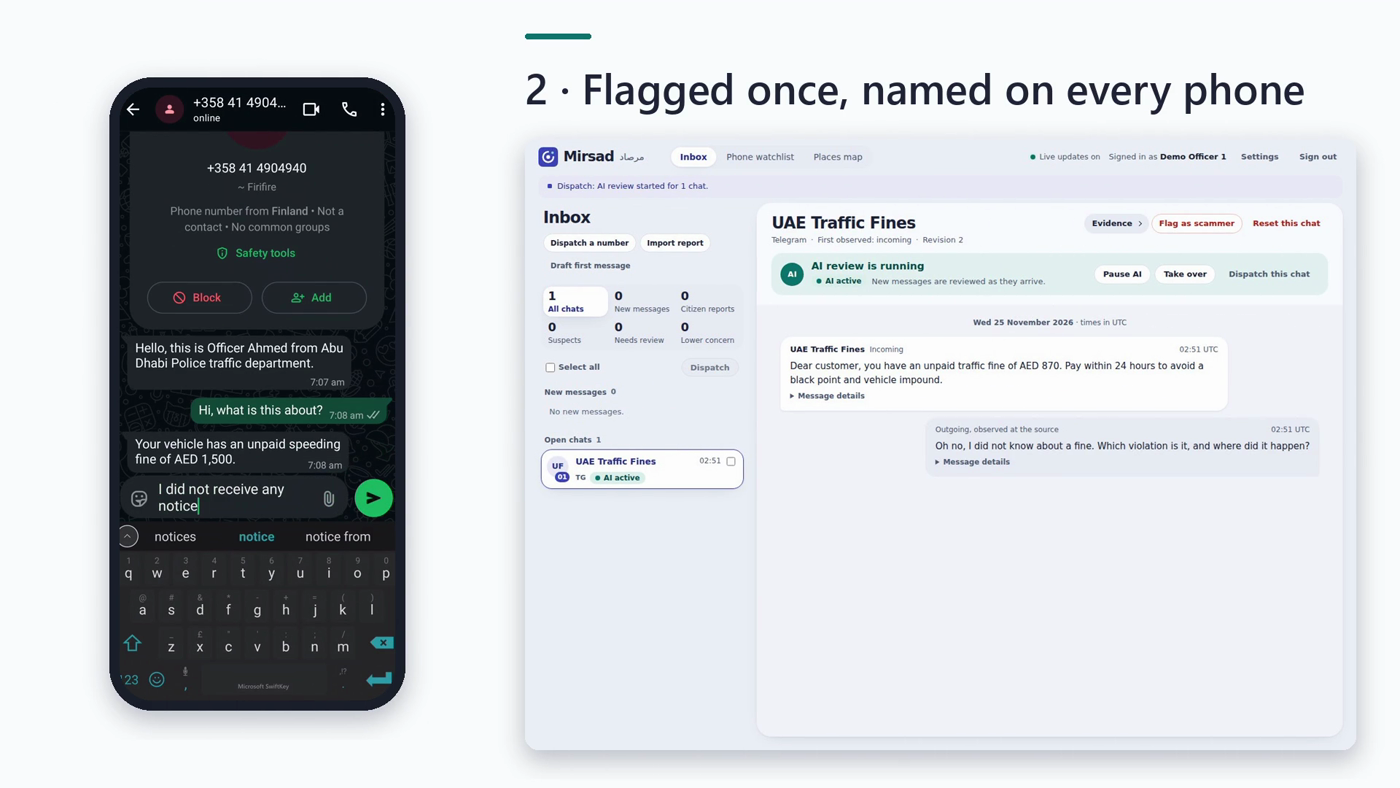 2 · Flagged once, named on every phone
+358 41 4904...
online
+358 41 4904940
~ Firifire
Phone number from Finland • Not a
contact • No common groups
Safety tools
Block
Add
Hello, this is Officer Ahmed from Abu
Dhabi Police traffic department.
7:07 am
Hi, what is this about? 7:08 am
Your vehicle has an unpaid speeding
fine of AED 1,500.
7:08 am
I did not receive any
notice
notices notice notice from
1 2 3 4 5 6 7 8 9 0
q w e r t y u i o p
@ # & * - + = ( )
a s d f g h j k l
_ £ " ' : ; /
z x c v b n m
123 , Microsoft SwiftKey ,!? .
Mirsad مرصاد
Inbox Phone watchlist Places map
Live updates on Signed in as Demo Officer 1 Settings Sign out
Dispatch: AI review started for 1 chat.
Inbox
Dispatch a number Import report
Draft first message
1 0 0
All chats New messages Citizen reports
0 0 0
Suspects Needs review Lower concern
Select all Dispatch
New messages 0
No new messages.
Open chats 1
UF
01
UAE Traffic Fines 02:51
TG AI active
UAE Traffic Fines
Evidence › Flag as scammer Reset this chat
Telegram · First observed: incoming · Revision 2
AI
AI review is running
AI active New messages are reviewed as they arrive.
Pause AI Take over Dispatch this chat
Wed 25 November 2026 · times in UTC
UAE Traffic Fines Incoming 02:51 UTC
Dear customer, you have an unpaid traffic fine of AED 870. Pay within 24 hours to avoid a
black point and vehicle impound.
Message details
Outgoing, observed at the source 02:51 UTC
Oh no, I did not know about a fine. Which violation is it, and where did it happen?
Message details